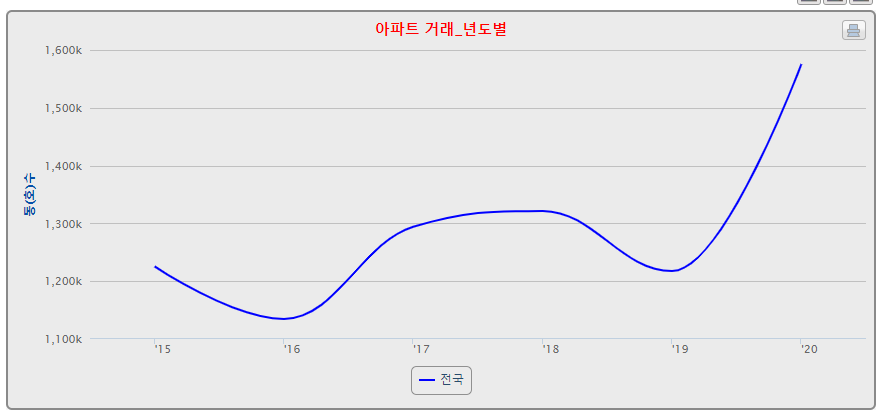 아파트 거래_년도별
1,600k
1,500k
1,400k
1,300k
1,200k
1,100k
동(호)수
'15 '16 '17 '18 '19 '20
전국